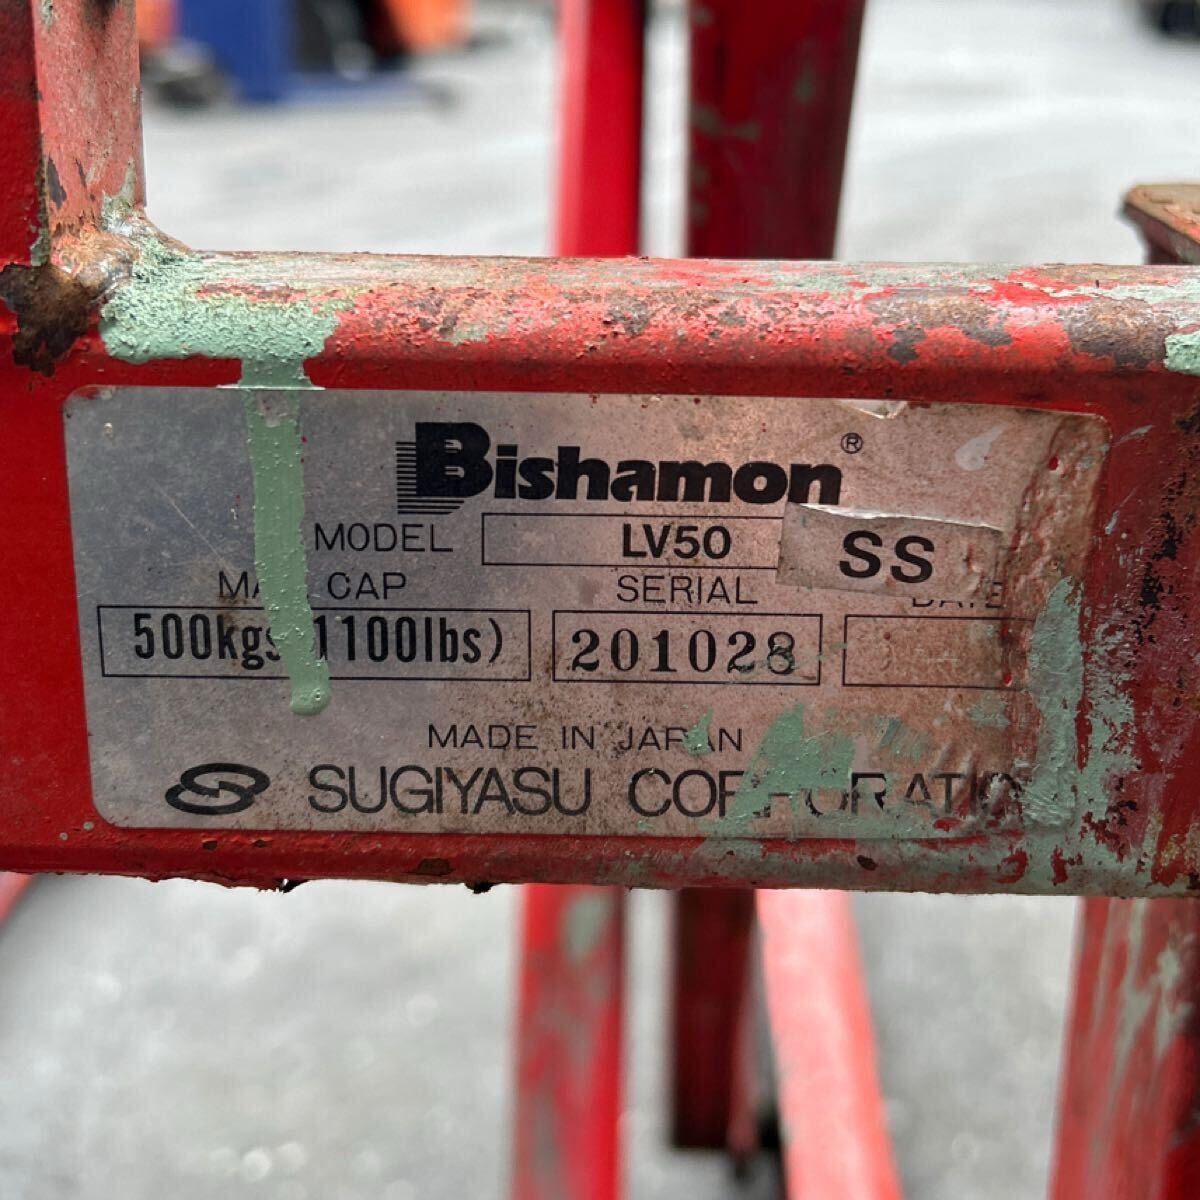 Bishamon®
MODEL LV50 SS
CAP SERIAL
500kgs 1100lbs) 201028
MADE IN JAPAN
SUGIYASU